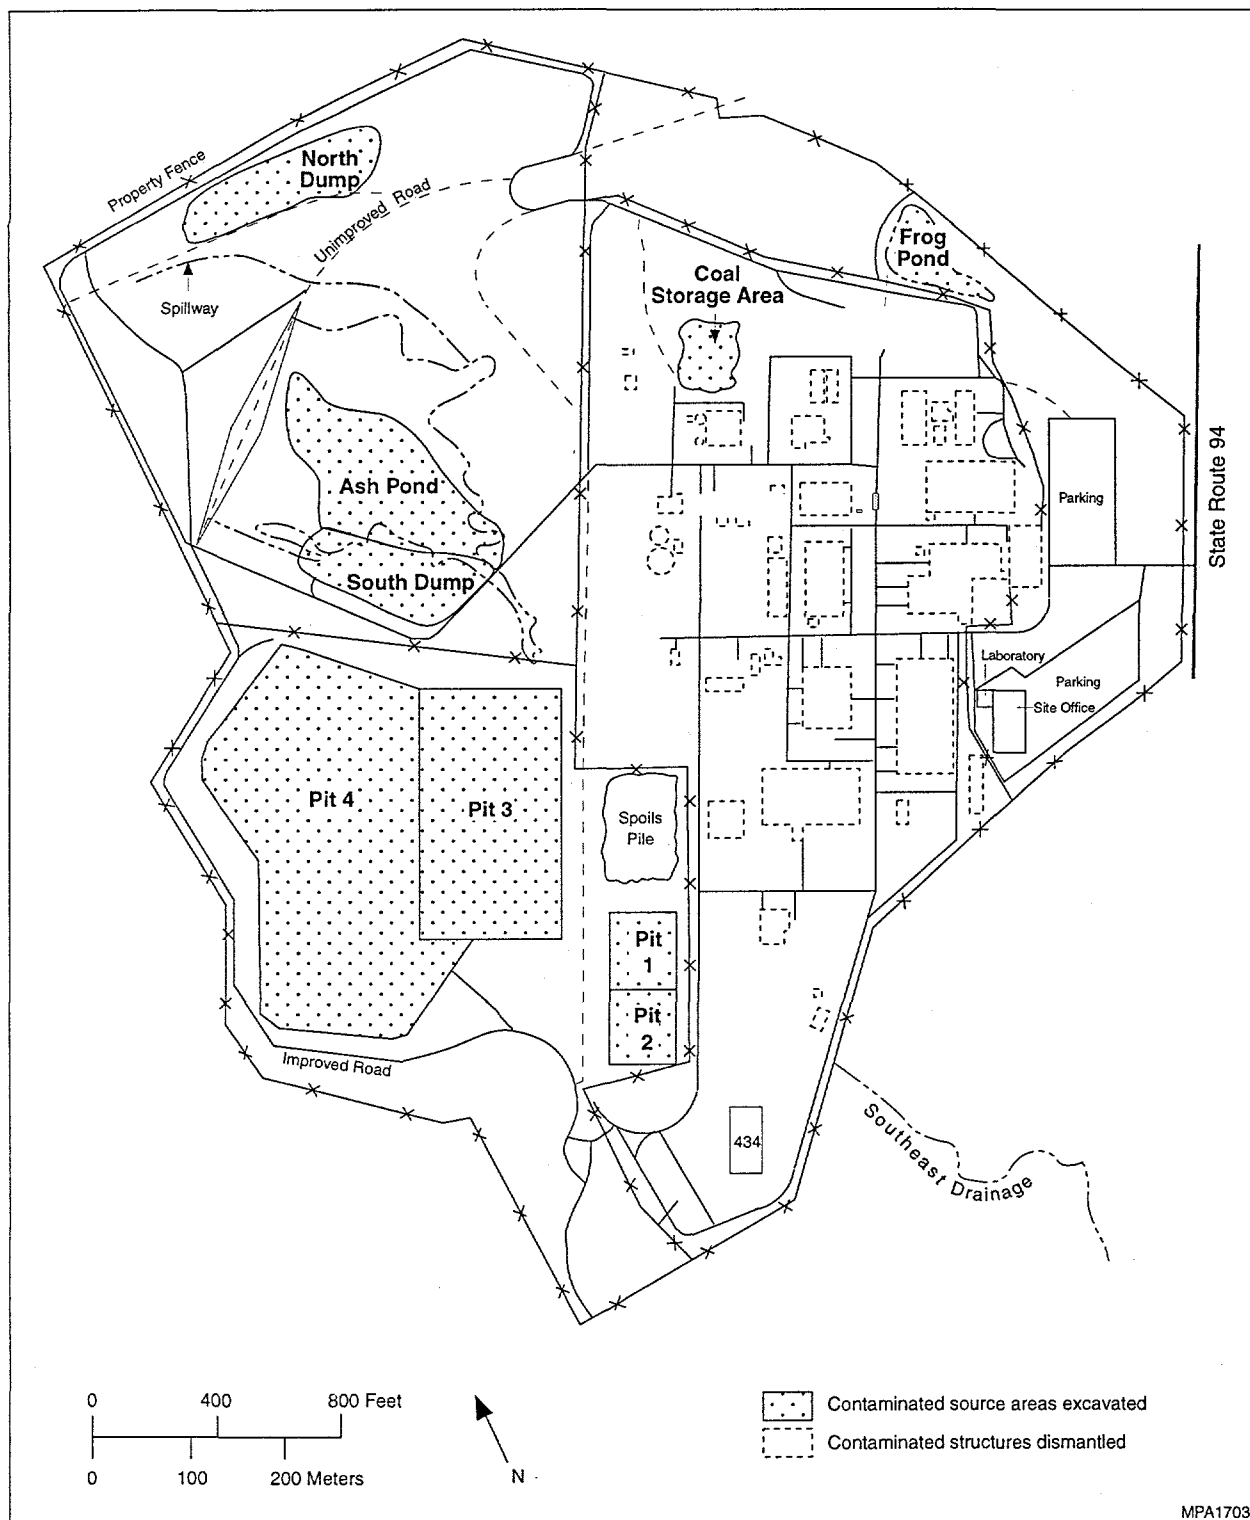 North
Dump
Property Fence
Unimproved Road
Spillway
Frog
Pond
Coal
Storage Area
State Route 94
Ash Pond
Parking
South Dump
Laboratory
Parking
Site Office
Pit 4
Pit 3
Spoils
Pile
Pit
1
Pit
2
Improved Road
434
Southeast Drainage
0 400 800 Feet
0 100 200 Meters
N
Contaminated source areas excavated
Contaminated structures dismantled
MPA1703